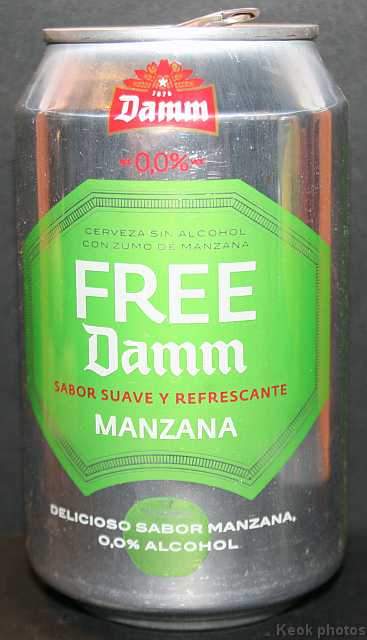 1876
Damm
0,0%
CERVEZA SIN ALCOHOL
CON ZUMO DE MANZANA
FREE
Damm
SABOR SUAVE Y REFRESCANTE
MANZANA
DELICIOSO SABOR MANZANA,
0,0% ALCOHOL
Keok photos